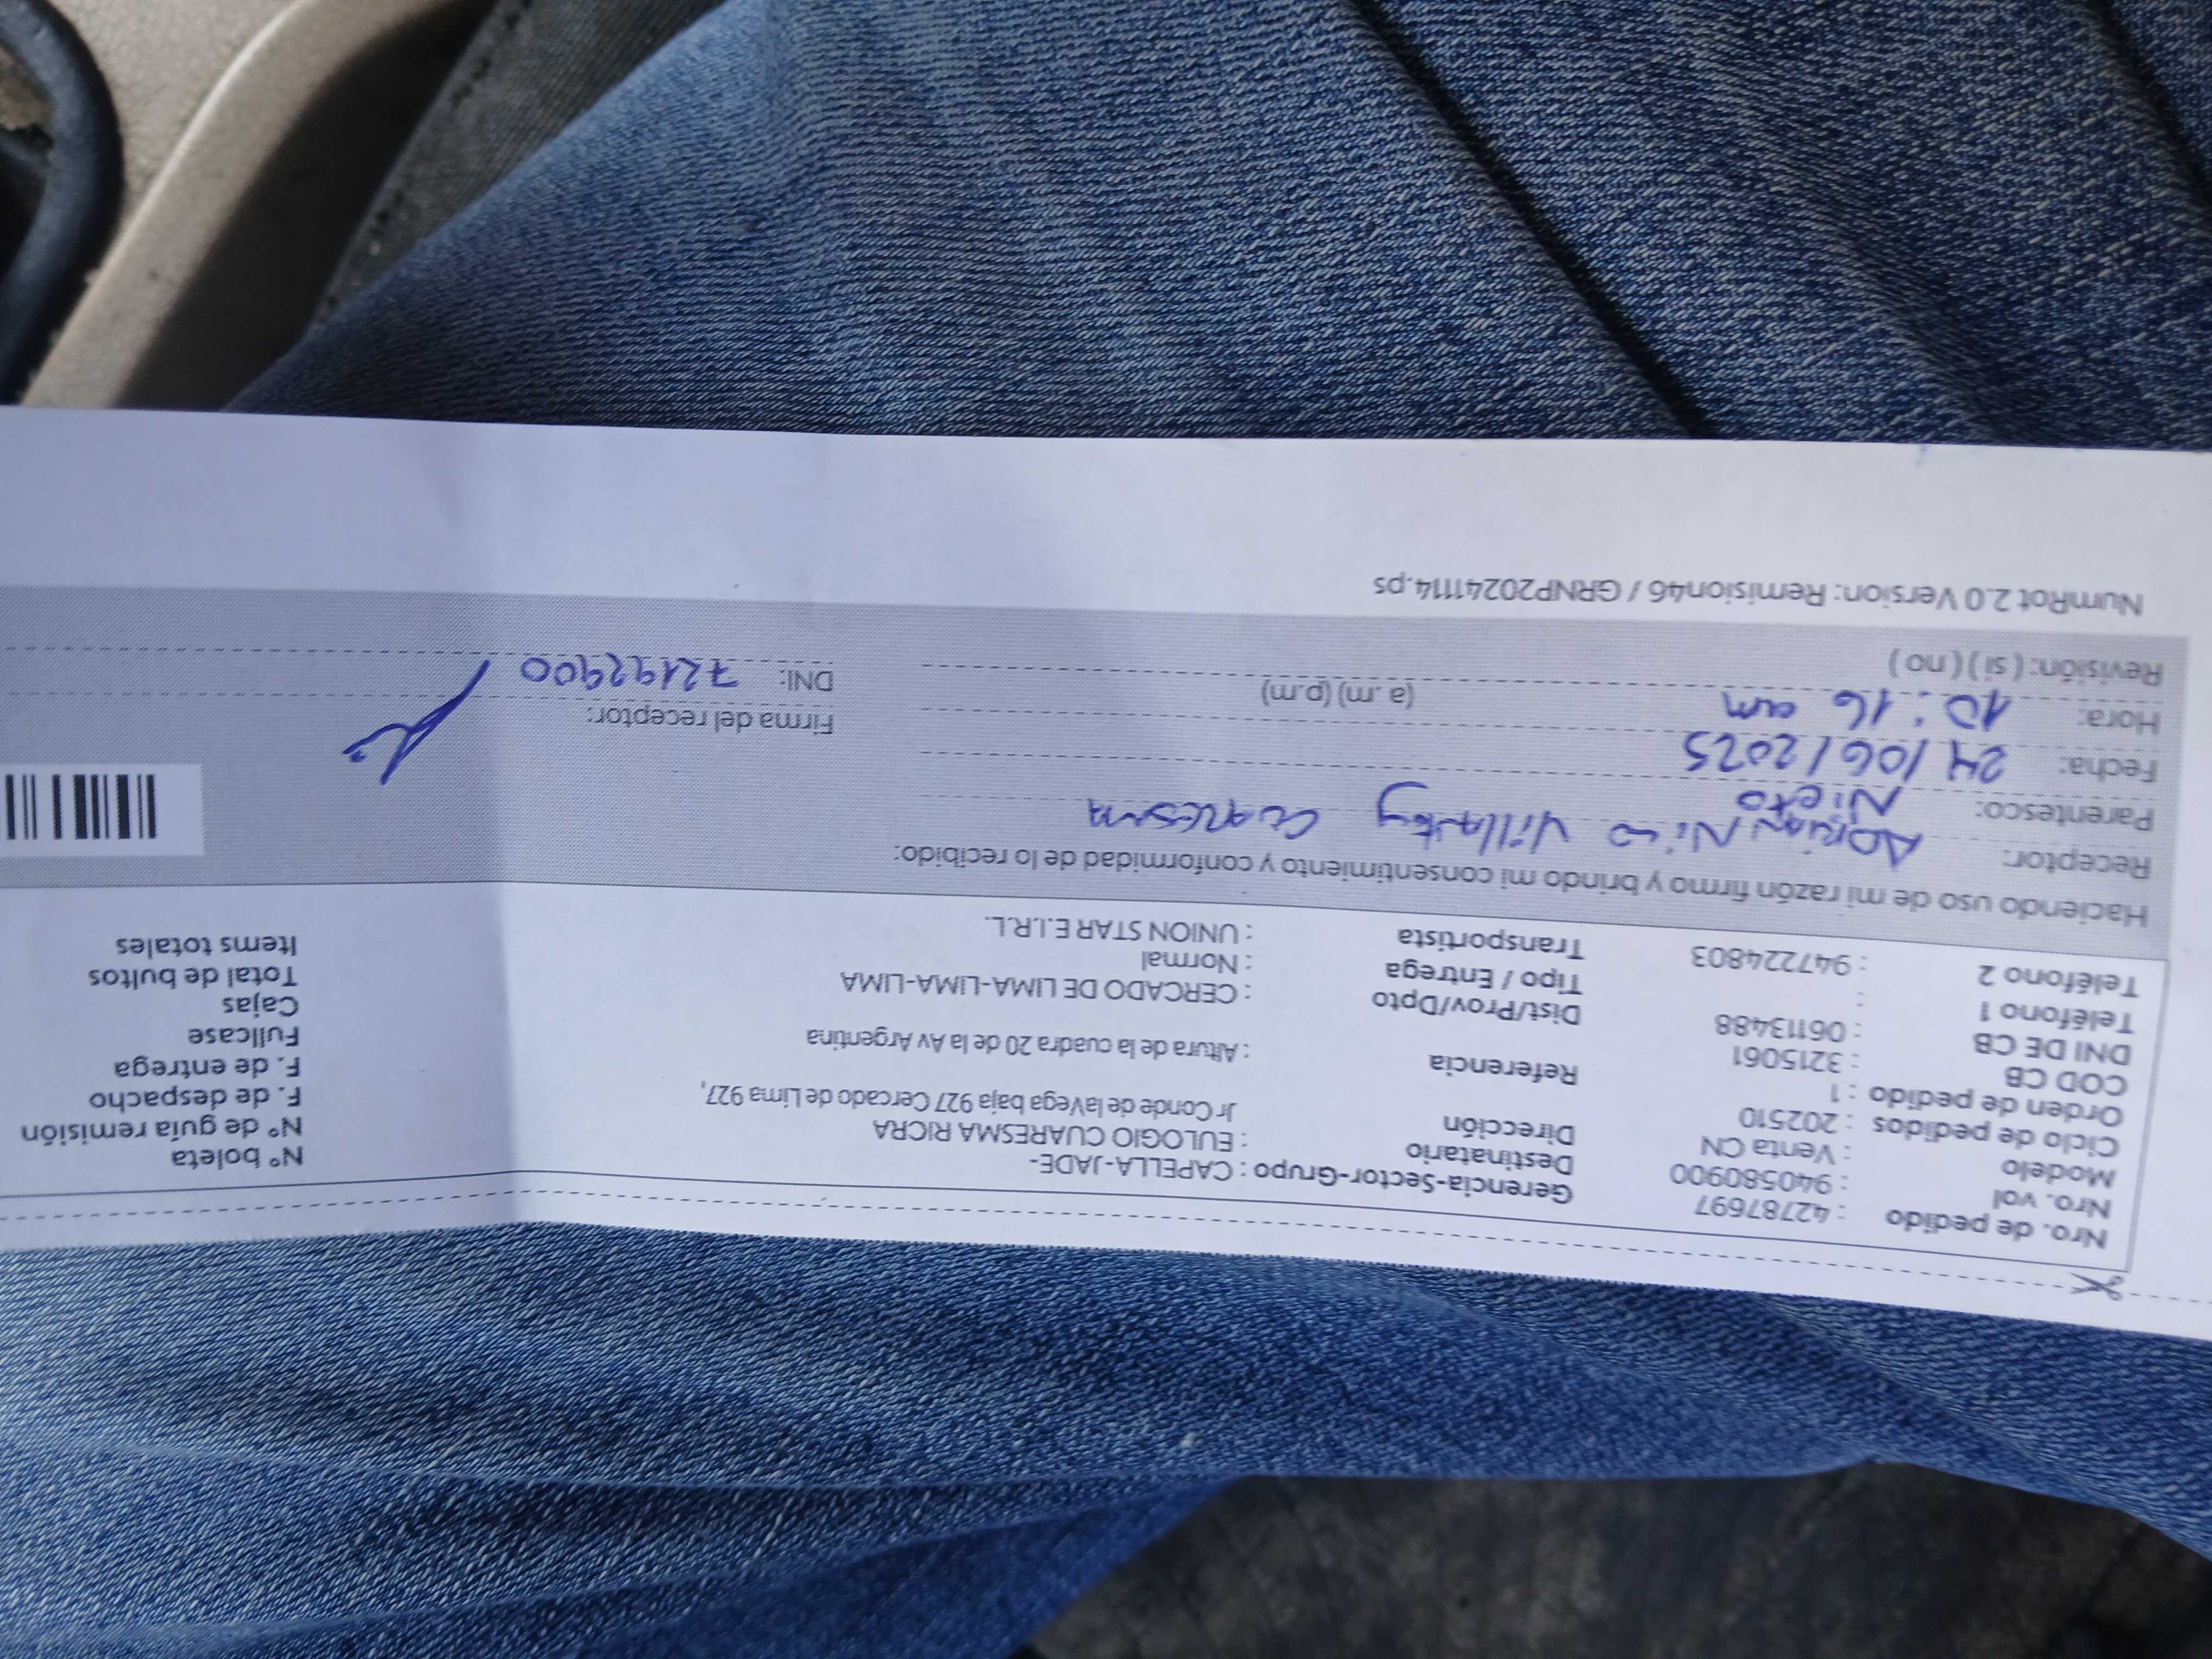 Nro. de pedido : 42787697
Nro. vol : 940580900
Modelo : Venta CN
Ciclo de pedidos : 202510
Orden de pedido : 1
COD CB : 3215061
DNI DE CB : 06113488
Teléfono 1 :
Teléfono 2 : 947224803
Gerencia-Sector-Grupo : CAPELLA-JADE-
Destinatario : EULOGIO CUARESMA RICRA
Dirección Jr Conde de laVega baja 927 Cercado de Lima 927,
Referencia : Altura de la cuadra 20 de la Av Argentina
Dist/Prov/Dpto : CERCADO DE LIMA-LIMA-LIMA
Tipo / Entrega : Normal
Transportista : UNION STAR E.I.R.L.
N° boleta
N° de guía remisión
F. de despacho
F. de entrega
Fullcase
Cajas
Total de bultos
Items totales
Haciendo uso de mi razón firmo y brindo mi consentimiento y conformidad de lo recibido:
Receptor: Adrian Nico Cuaresma
Parentesco: Nieto
Fecha: 24/06/2025
Hora: 10:16 am (a.m) (p.m)
Revisión: ( si ) ( no )
Firma del receptor:
DNI: 72192900
NumRot 2.0 Version: Remision46 / GRNP20241114.ps